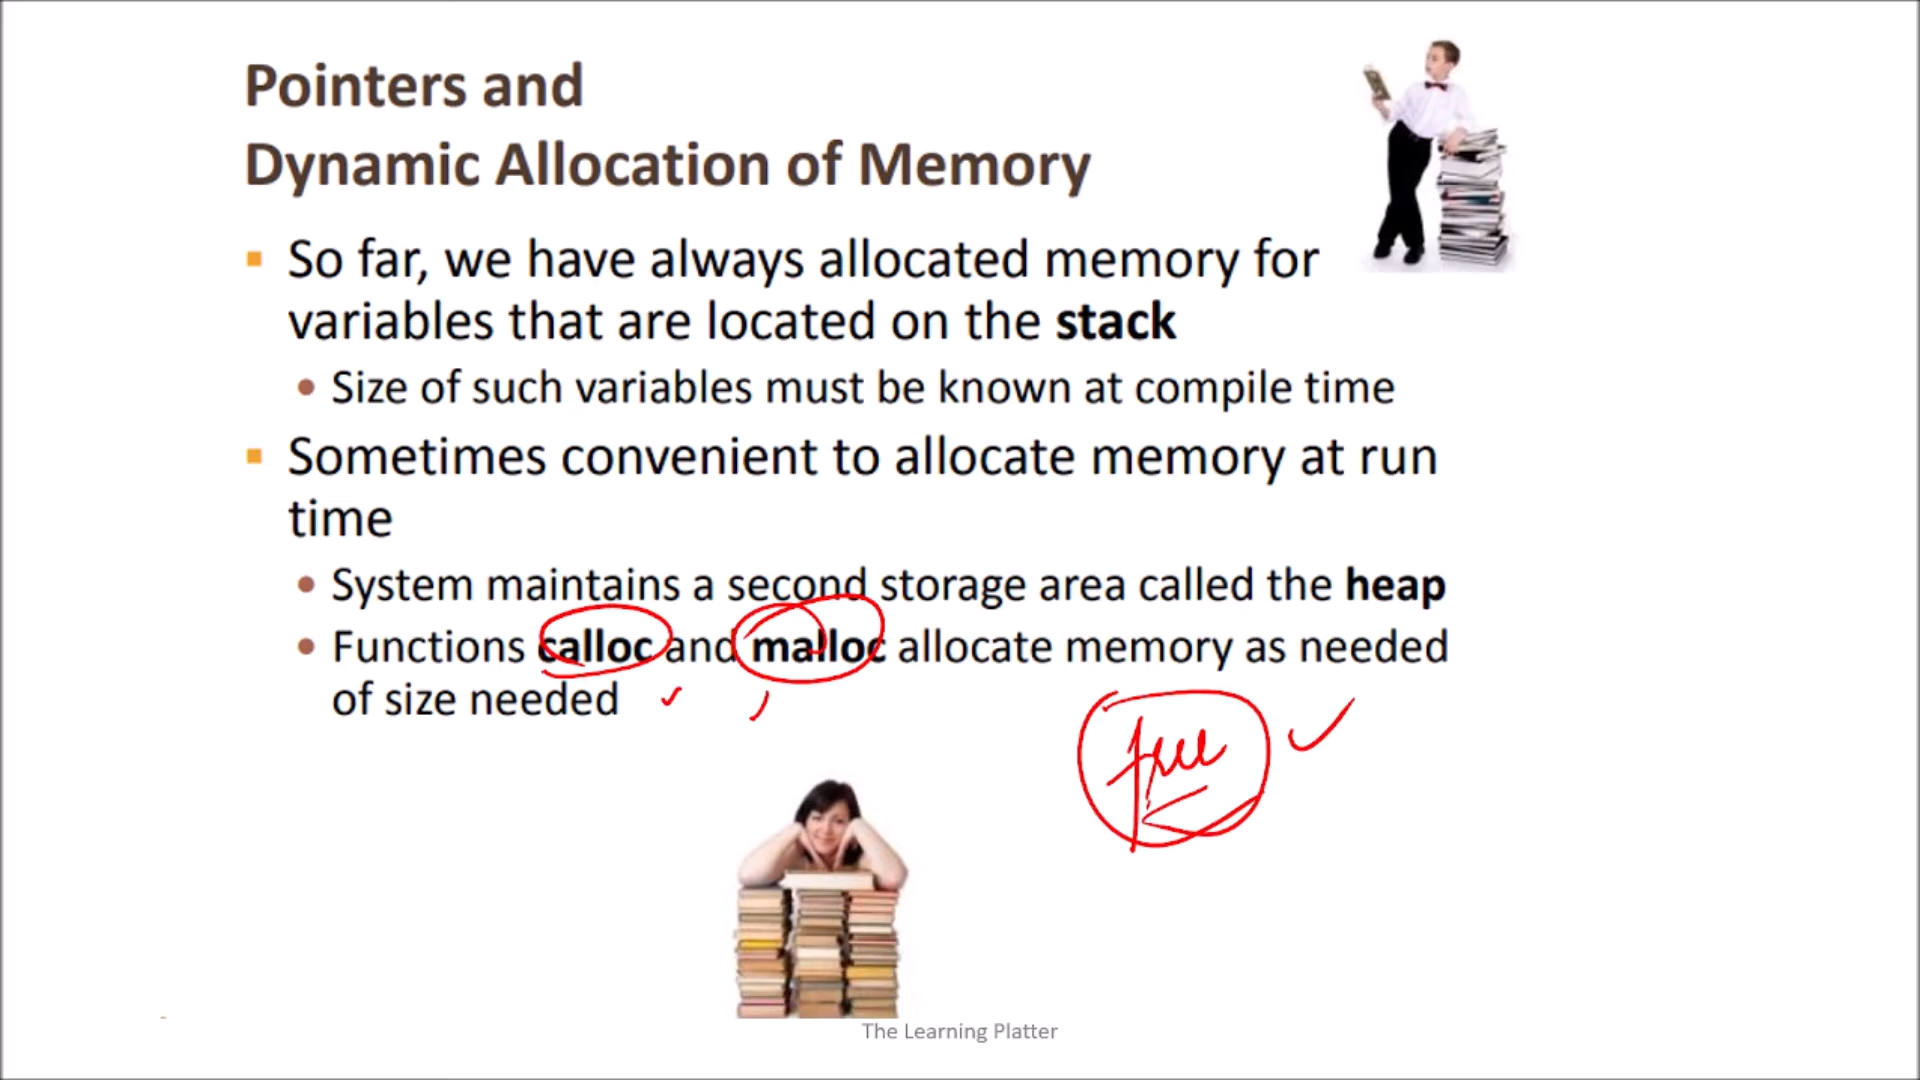 Pointers and
Dynamic Allocation of Memory
So far, we have always allocated memory for
variables that are located on the stack
Size of such variables must be known at compile time
Sometimes convenient to allocate memory at run
time
System maintains a second storage area called the heap
Functions calloc and malloc allocate memory as needed
of size needed
free
The Learning Platter